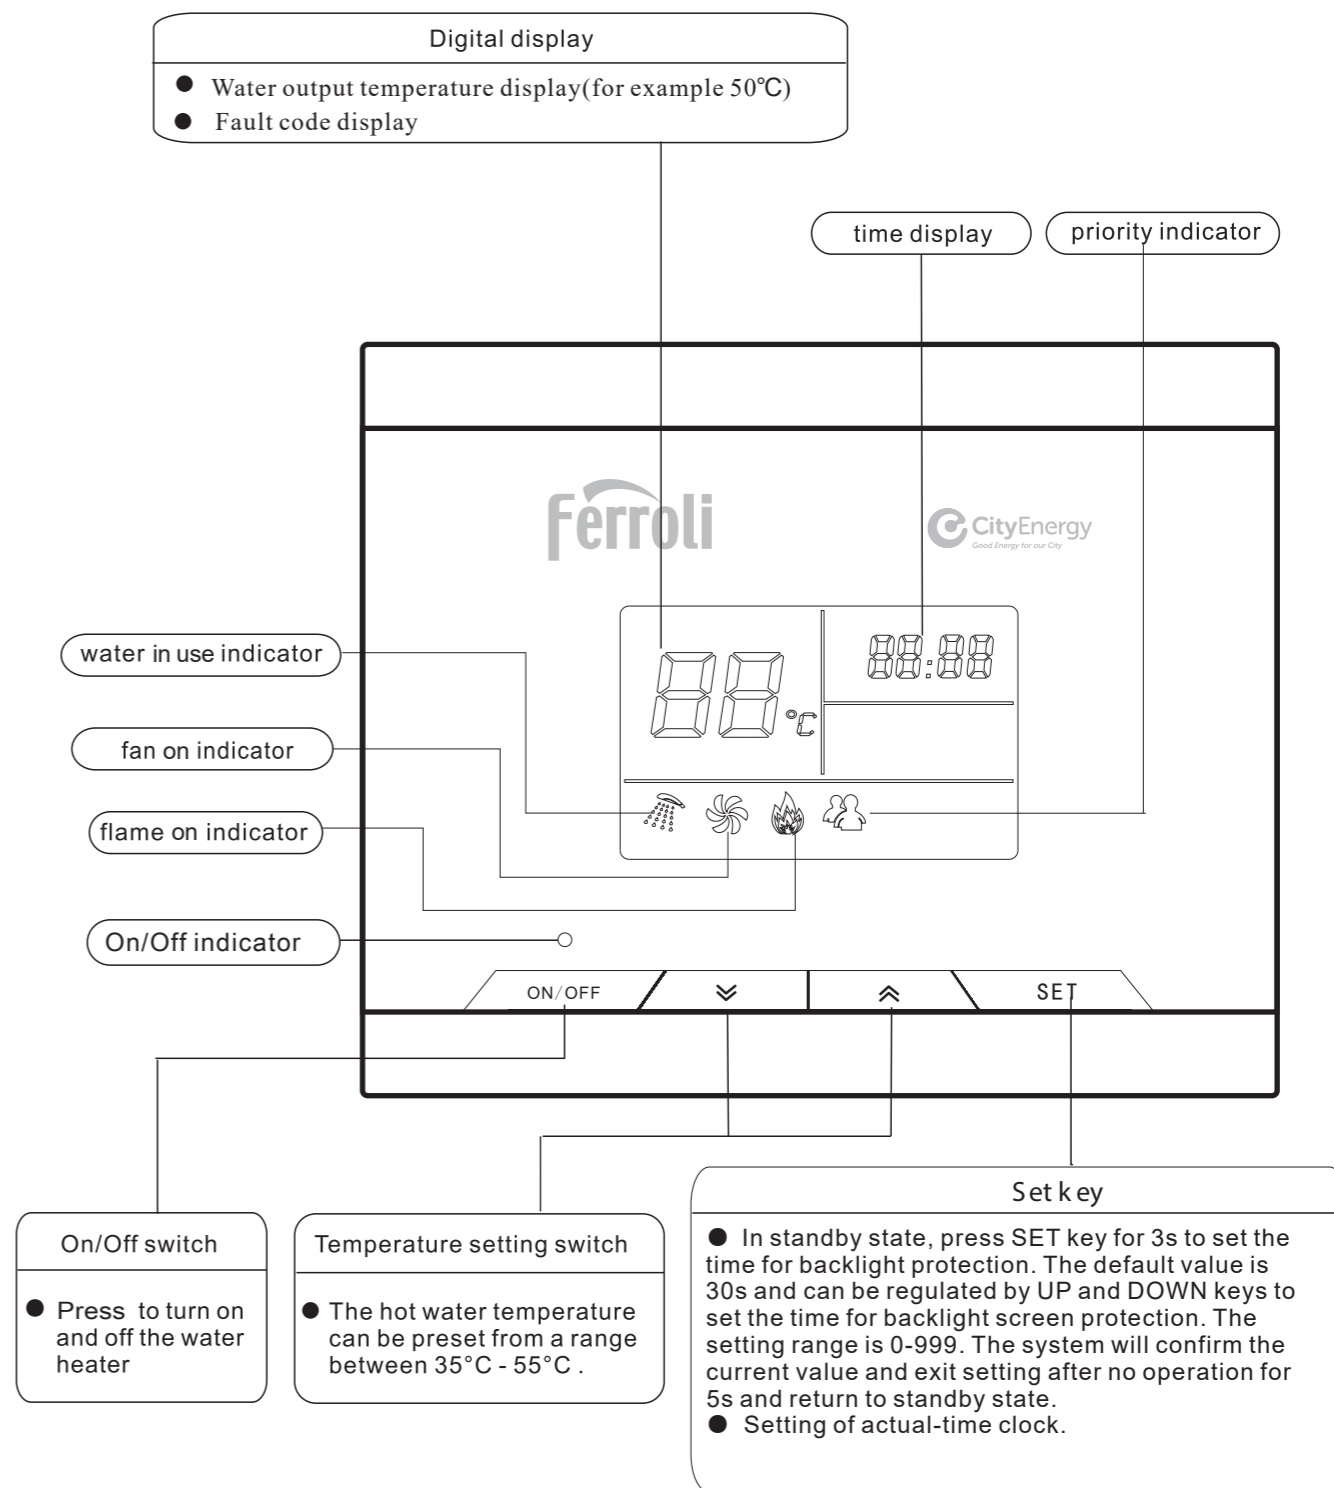 Digital display
● Water output temperature display(for example 50℃)
● Fault code display
time display
priority indicator
Ferroli
CityEnergy
Good Energy for our City
water in use indicator
88°C
88:88
fan on indicator
flame on indicator
On/Off indicator
ON/OFF
SET
On/Off switch
● Press to turn on
and off the water
heater
Temperature setting switch
● The hot water temperature
can be preset from a range
between 35°C - 55°C .
Set key
● In standby state, press SET key for 3s to set the
time for backlight protection. The default value is
30s and can be regulated by UP and DOWN keys to
set the time for backlight screen protection. The
setting range is 0-999. The system will confirm the
current value and exit setting after no operation for
5s and return to standby state.
● Setting of actual-time clock.